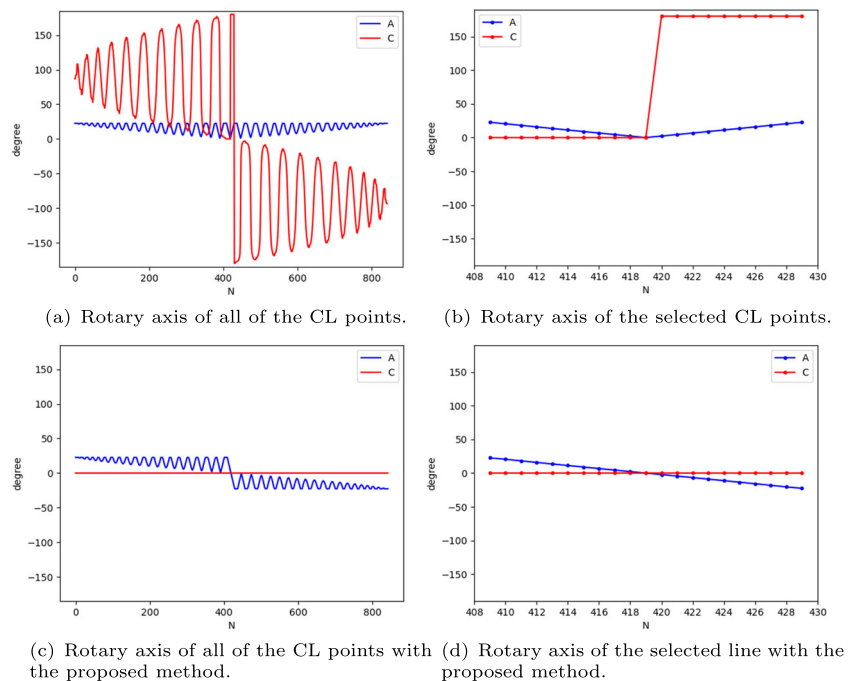 150
100
50
0
−50
−100
−150
degree
0 200 400 600 800
N
A
C
(a) Rotary axis of all of the CL points.
150
100
50
0
−50
−100
−150
degree
408 410 412 414 416 418 420 422 424 426 428 430
N
A
C
(b) Rotary axis of the selected CL points.
150
100
50
0
−50
−100
−150
degree
0 200 400 600 800
N
A
C
(c) Rotary axis of all of the CL points with
the proposed method.
150
100
50
0
−50
−100
−150
degree
408 410 412 414 416 418 420 422 424 426 428 430
N
A
C
(d) Rotary axis of the selected line with the
proposed method.